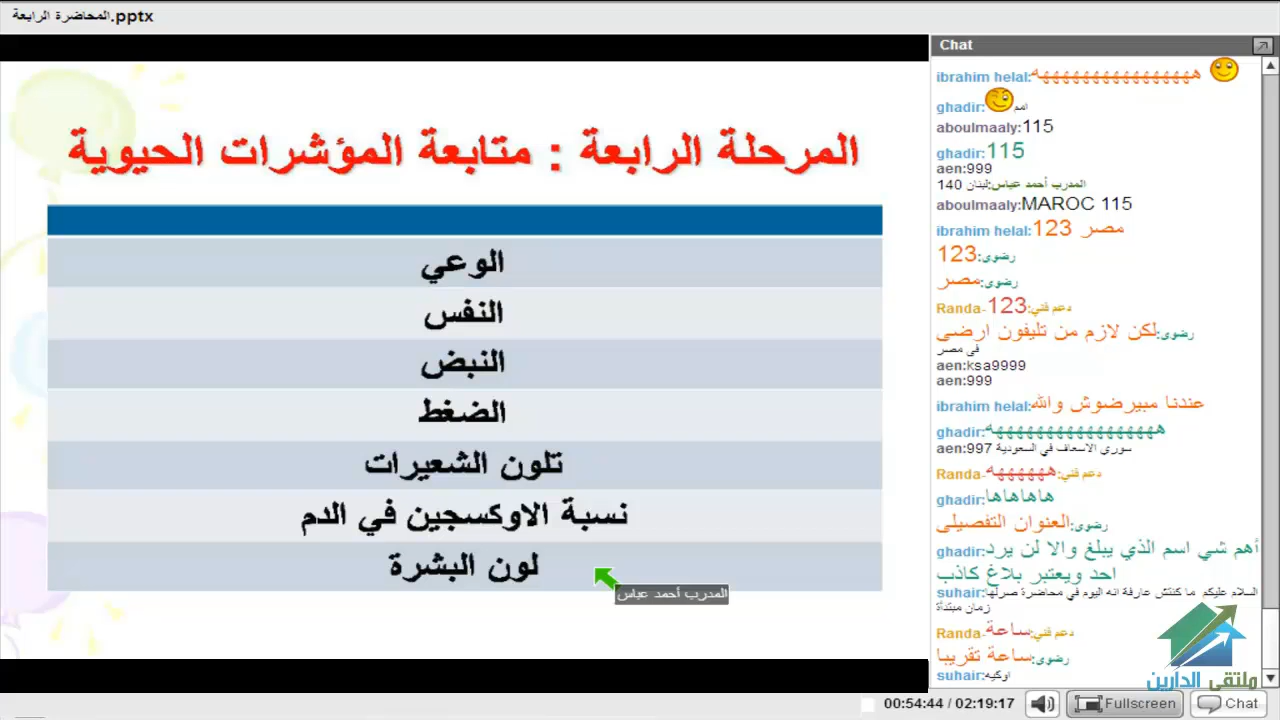 المحاضرة الرابعة.pptx
المرحلة الرابعة : متابعة المؤشرات الحيوية
الوعي
النفس
النبض
الضغط
تلون الشعيرات
نسبة الاوكسجين في الدم
لون البشرة
المدرب أحمد عباس
Chat
ibrahim helal:هههههههههههههههه
ghadir: امم
aboulmaaly:115
ghadir:115
aen:999
المدرب أحمد عباس:لبنان 140
aboulmaaly:MAROC 115
ibrahim helal:مصر 123
رضوى:123
رضوى:مصر
Randa-دعم فني:123
رضوى:لكن لازم من تليفون ارضى
فى مصر
aen:ksa9999
aen:999
ibrahim helal:عندنا مبيرضوش والله
ghadir:ههههههههههههههههه
aen:997 سوري الاسعاف في السعودية
Randa-دعم فني:ههههههه
ghadir:هاهاهاها
رضوى:العنوان التفصيلى
ghadir:أهم شي اسم الذي يبلغ والا لن يرد
احد ويعتبر بلاغ كاذب
suhair:السلام عليكم ما كنتش عارفة انه اليوم في محاضرة صرلها
زمان مبتدأة
Randa-دعم فني:ساعة
رضوى:ساعة تقريبا
suhair:اوكيه
ملتقى الدارين
00:54:44 / 02:19:17
Fullscreen
Chat